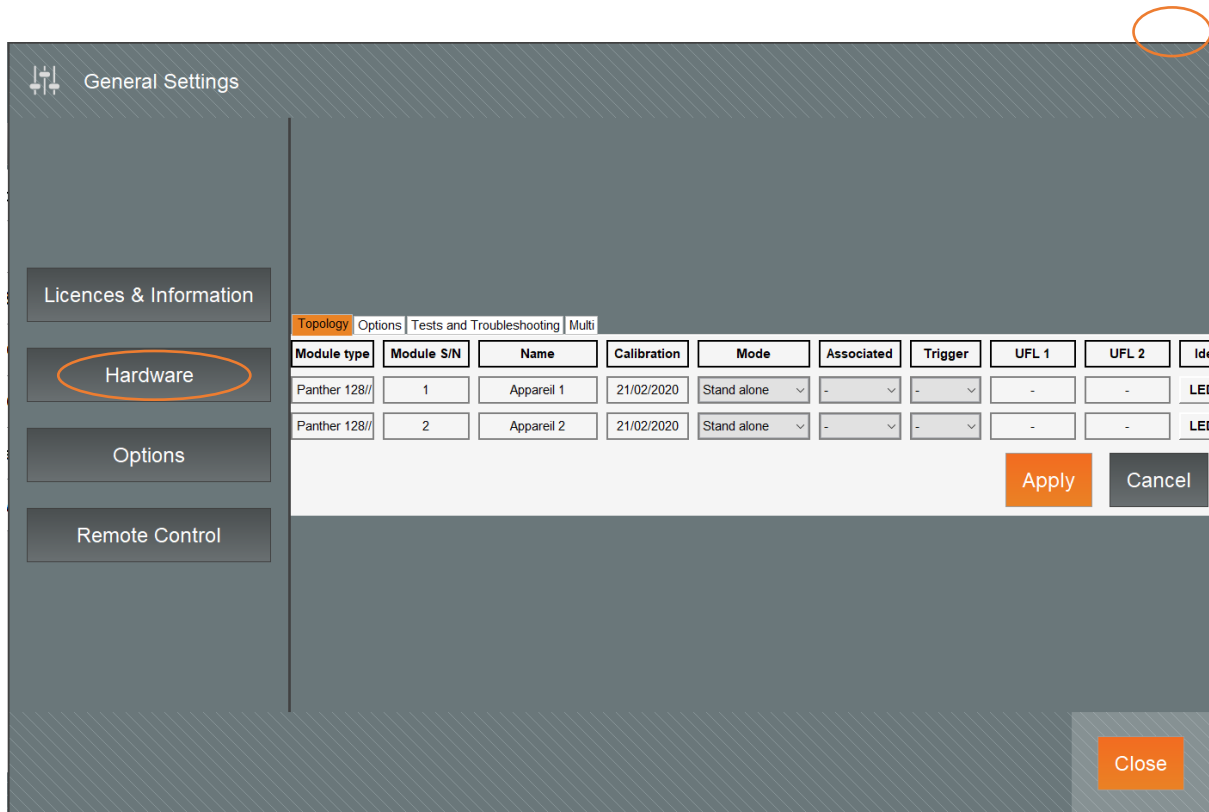 General Settings
Licences & Information
Hardware
Options
Remote Control
Topology Options Tests and Troubleshooting Multi
Module type Module S/N Name Calibration Mode Associated Trigger UFL 1 UFL 2
Panther 128// 1 Appareil 1 21/02/2020 Stand alone - - - -
Panther 128// 2 Appareil 2 21/02/2020 Stand alone - - - -
Apply Cancel
Close